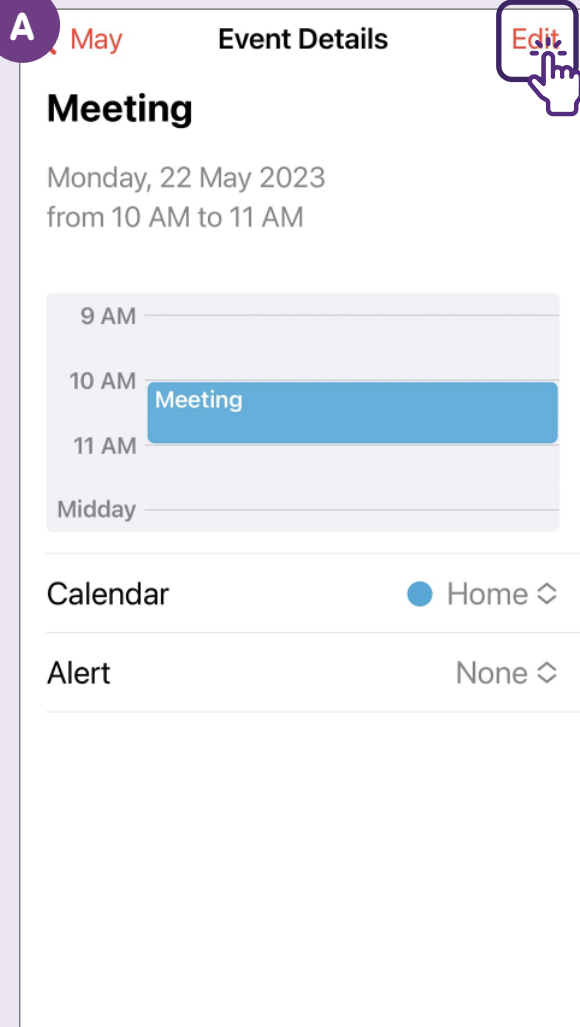 A
May
Event Details
Edit
Meeting
Monday, 22 May 2023
from 10 AM to 11 AM
9 AM
10 AM
Meeting
11 AM
Midday
Calendar
Home
Alert
None